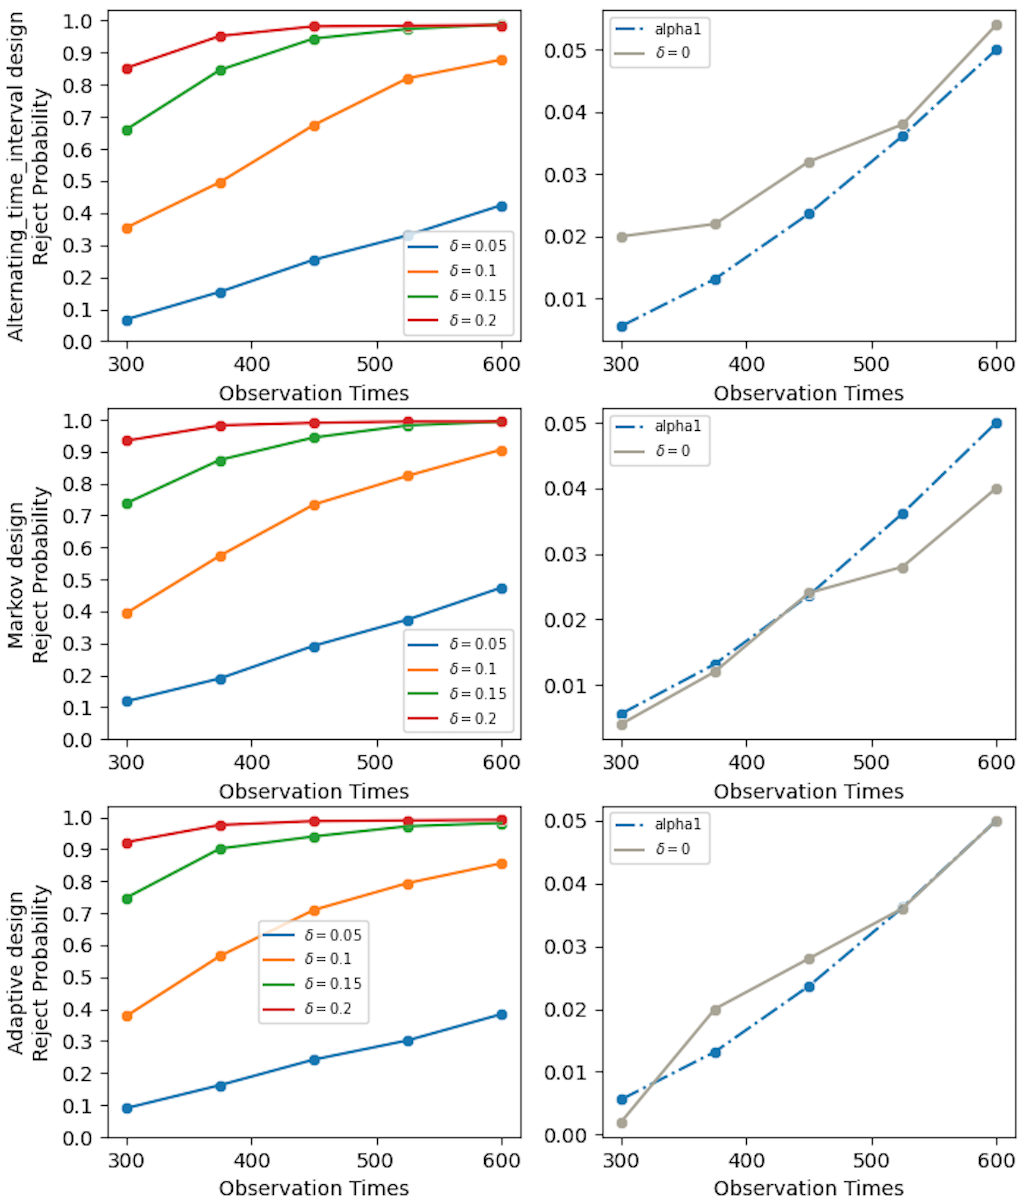 Alternating_time_interval design
Reject Probability
1.0
0.9
0.8
0.7
0.6
0.5
0.4
0.3
0.2
0.1
0.0
δ = 0.05
δ = 0.1
δ = 0.15
δ = 0.2
300 400 500 600
Observation Times
alpha1
δ = 0
0.05
0.04
0.03
0.02
0.01
300 400 500 600
Observation Times
Markov design
Reject Probability
1.0
0.9
0.8
0.7
0.6
0.5
0.4
0.3
0.2
0.1
0.0
δ = 0.05
δ = 0.1
δ = 0.15
δ = 0.2
300 400 500 600
Observation Times
alpha1
δ = 0
0.05
0.04
0.03
0.02
0.01
300 400 500 600
Observation Times
Adaptive design
Reject Probability
1.0
0.9
0.8
0.7
0.6
0.5
0.4
0.3
0.2
0.1
0.0
δ = 0.05
δ = 0.1
δ = 0.15
δ = 0.2
300 400 500 600
Observation Times
alpha1
δ = 0
0.05
0.04
0.03
0.02
0.01
0.00
300 400 500 600
Observation Times